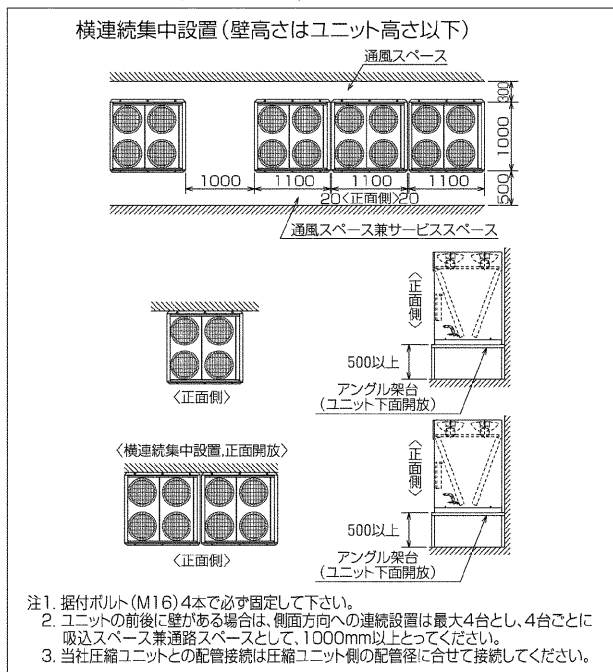 横連続集中設置(壁高さはユニット高さ以下)
通風スペース
300
1000
500
1000
1100
1100
1100
20<正面側>20
通風スペース兼サービススペース
<正面側>
<正面側>
500以上
アングル架台
(ユニット下面開放)
<横連続集中設置,正面開放>
<正面側>
<正面側>
500以上
アングル架台
(ユニット下面開放)
注1. 据付ボルト(M16)4本で必ず固定して下さい。
2. ユニットの前後に壁がある場合は、側面方向への連続設置は最大4台とし、4台ごとに
吸込スペース兼通路スペースとして、1000mm以上とってください。
3. 当社圧縮ユニットとの配管接続は圧縮ユニット側の配管径に合せて接続してください。